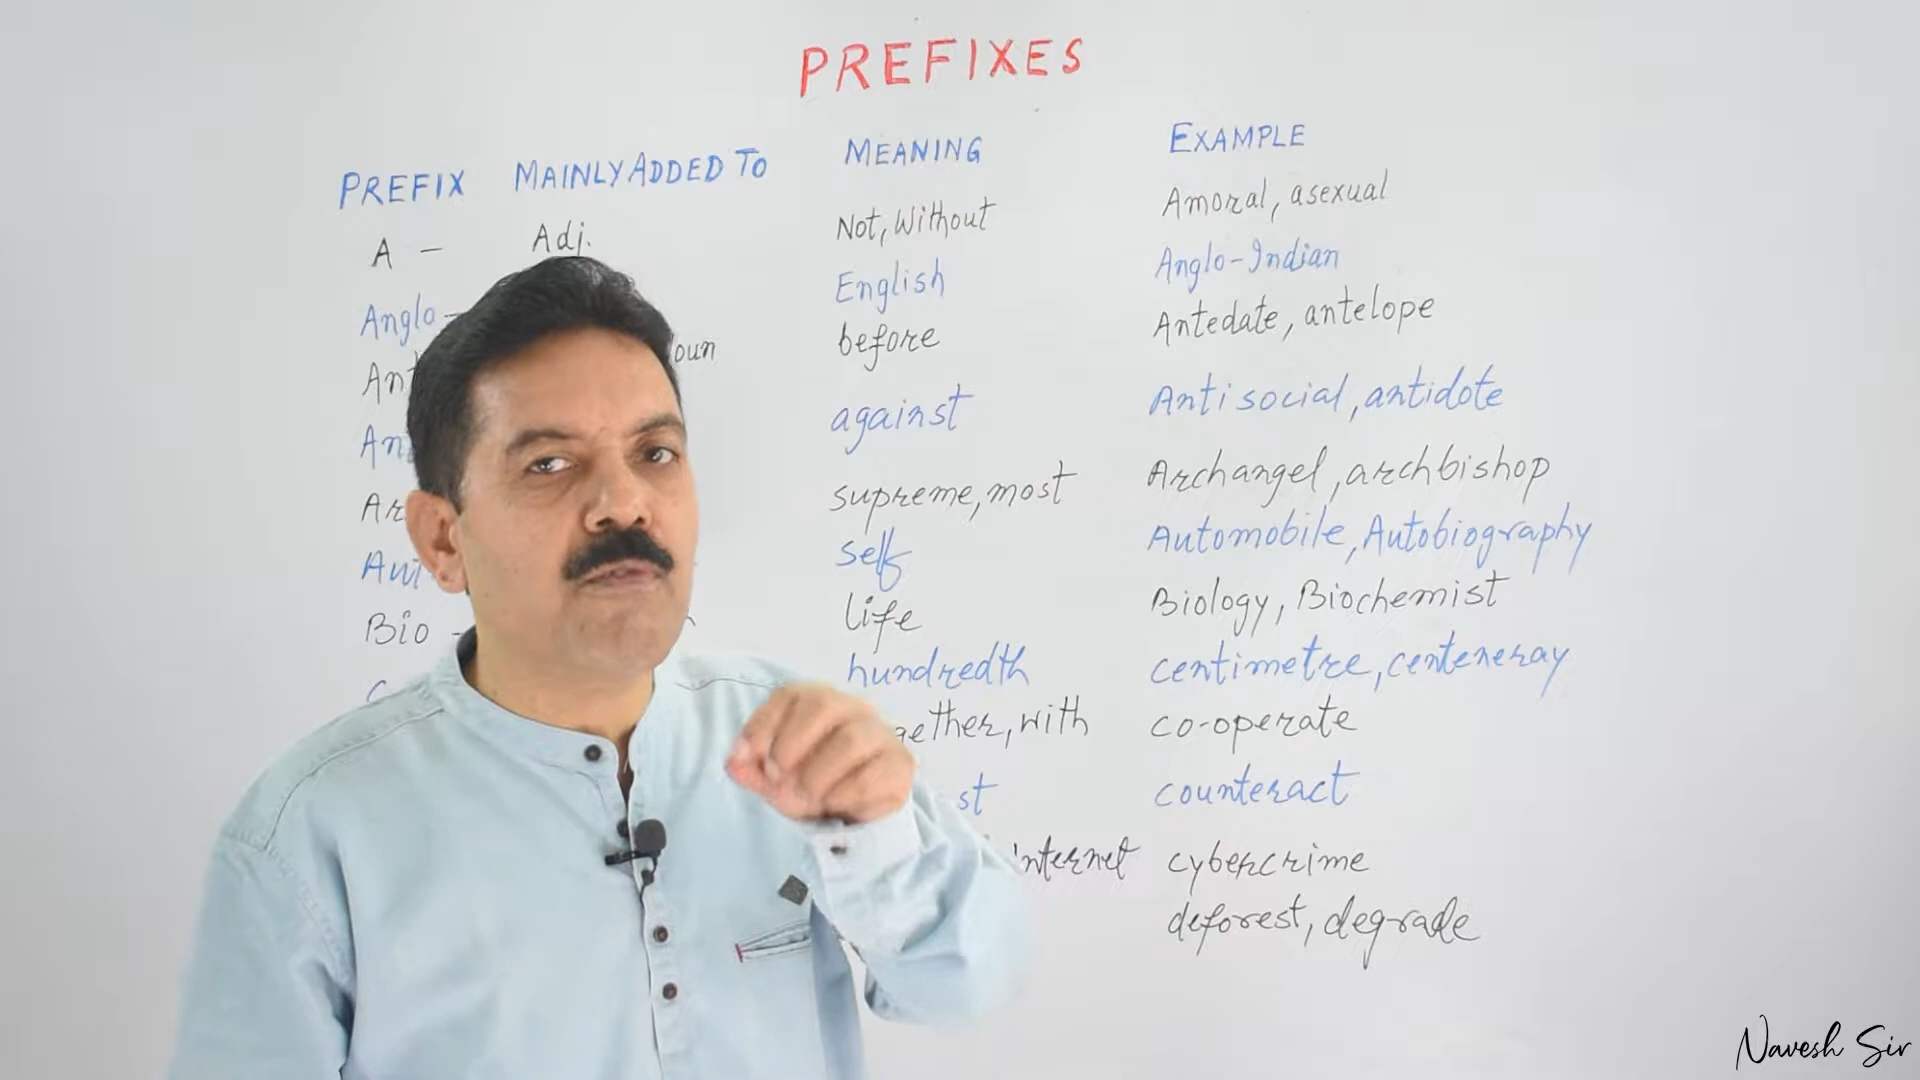 PREFIXES
PREFIX MAINLY ADDED TO MEANING EXAMPLE
A - Adj. Not, Without Amoral, asexual
Anglo - English Anglo-Indian
before Antedate, antelope
against Antisocial, antidote
supreme, most Archangel, archbishop
self Automobile, Autobiography
Bio - life Biology, Biochemist
hundredth centimetre, centeneray
with co-operate
counteract
internet cybercrime
deforest, degrade
Navesh Sir